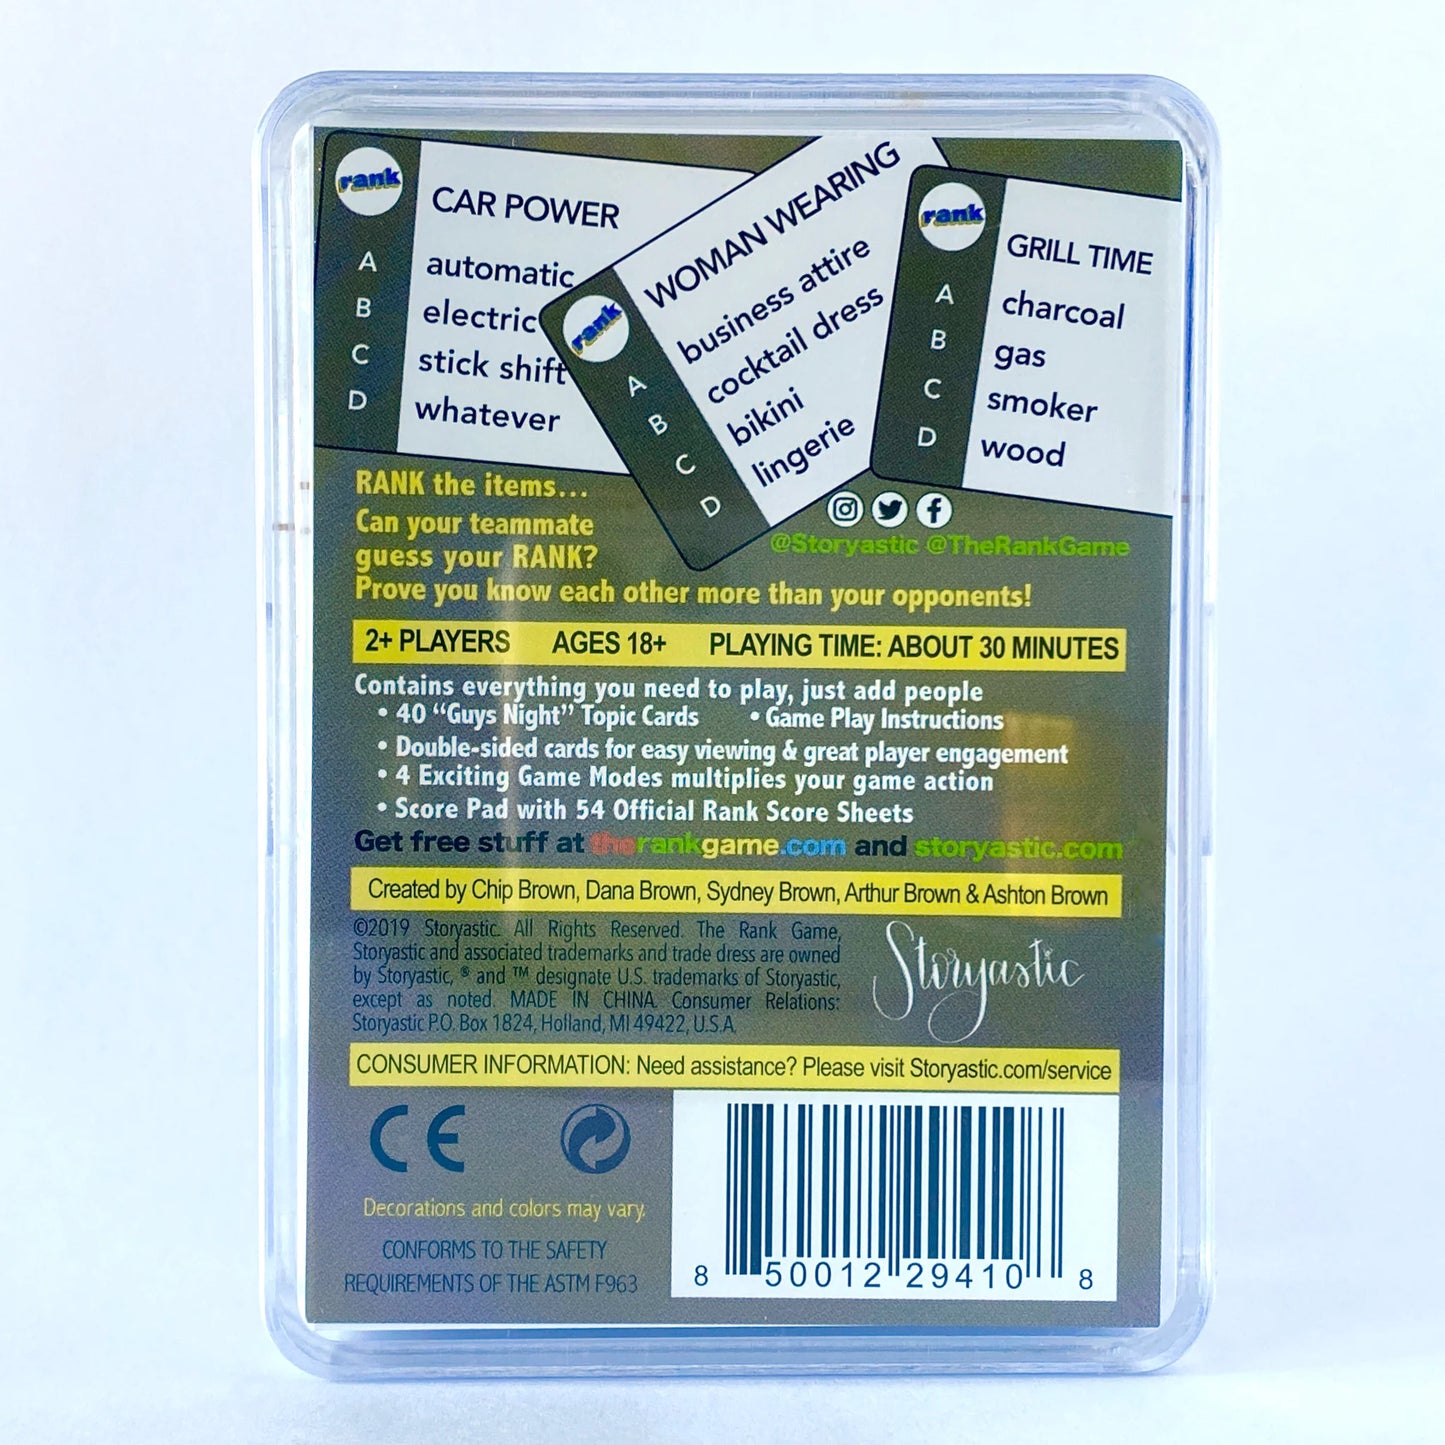 rank
CAR POWER
A automatic
B electric
C stick shift
D whatever
rank
WOMAN WEARING
A business attire
B cocktail dress
C bikini
D lingerie
rank
GRILL TIME
A charcoal
B gas
C smoker
D wood
@Storyastic @TheRankGame
RANK the items...
Can your teammate
guess your RANK?
Prove you know each other more than your opponents!
2+ PLAYERS AGES 18+ PLAYING TIME: ABOUT 30 MINUTES
Contains everything you need to play, just add people
• 40 “Guys Night” Topic Cards • Game Play Instructions
• Double-sided cards for easy viewing & great player engagement
• 4 Exciting Game Modes multiplies your game action
• Score Pad with 54 Official Rank Score Sheets
Get free stuff at therankgame.com and storyastic.com
Created by Chip Brown, Dana Brown, Sydney Brown, Arthur Brown & Ashton Brown
©2019 Storyastic. All Rights Reserved. The Rank Game,
Storyastic and associated trademarks and trade dress are owned
by Storyastic, ® and ™ designate U.S. trademarks of Storyastic,
except as noted. MADE IN CHINA. Consumer Relations:
Storyastic P.O. Box 1824, Holland, MI 49422, U.S.A.
Storyastic
CONSUMER INFORMATION: Need assistance? Please visit Storyastic.com/service
CE
Decorations and colors may vary.
CONFORMS TO THE SAFETY
REQUIREMENTS OF THE ASTM F963
8 50012 29410 8